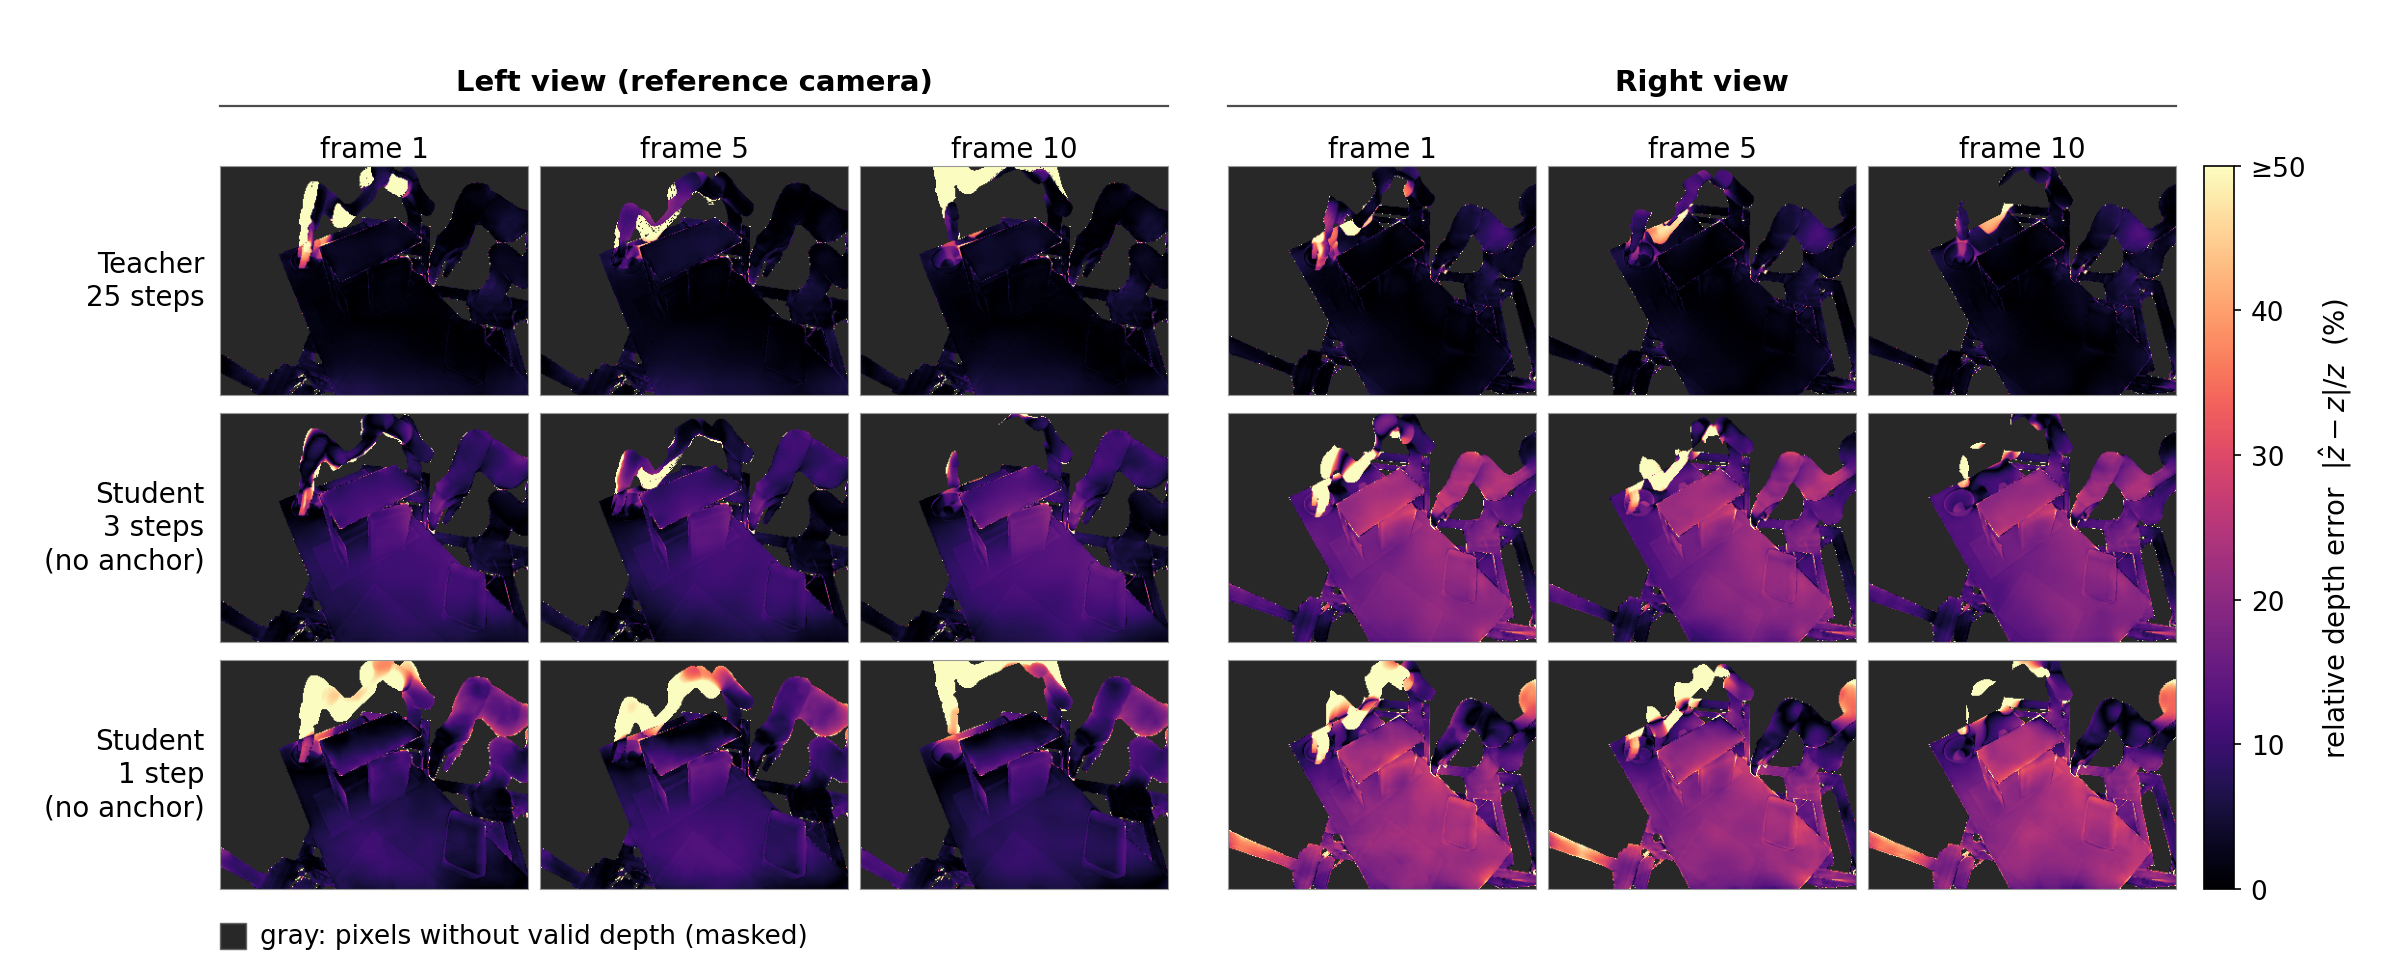 Left view (reference camera)
Right view
frame 1
frame 5
frame 10
frame 1
frame 5
frame 10
Teacher
25 steps
Student
3 steps
(no anchor)
Student
1 step
(no anchor)
≥50
40
30
20
10
0
relative depth error |ẑ − z|/z (%)
gray: pixels without valid depth (masked)